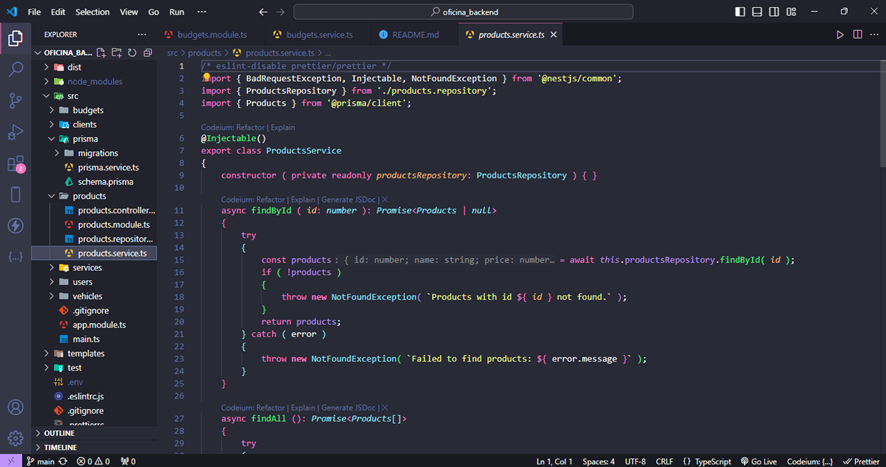 File Edit Selection View Go Run ··· oficina_backend
EXPLORER ···
budgets.module.ts budgets.service.ts README.md products.service.ts
OFICINA_BA...
dist
node_modules
src
budgets
clients
prisma
migrations
prisma.service.ts
schema.prisma
products
products.controller...
products.module.ts
products.repositor...
products.service.ts
services
users
vehicles
.gitignore
app.module.ts
main.ts
templates
test
.env
.eslintrc.js
.gitignore
.prettierrc
OUTLINE
TIMELINE
src > products > products.service.ts > ...
1 /* eslint-disable prettier/prettier */
2 import { BadRequestException, Injectable, NotFoundException } from '@nestjs/common';
3 import { ProductsRepository } from './products.repository';
4 import { Products } from '@prisma/client';
5
Codeium: Refactor | Explain
6 @Injectable()
7 export class ProductsService
8 {
9 constructor ( private readonly productsRepository: ProductsRepository ) { }
10
Codeium: Refactor | Explain | Generate JSDoc | X
11 async findById ( id: number ): Promise<Products | null>
12 {
13 try
14 {
15 const products : { id: number; name: string; price: number… = await this.productsRepository.findById( id );
16 if ( !products )
17 {
18 throw new NotFoundException( `Products with id ${ id } not found.` );
19 }
20 return products;
21 } catch ( error )
22 {
23 throw new NotFoundException( `Failed to find products: ${ error.message }` );
24 }
25 }
26
Codeium: Refactor | Explain | Generate JSDoc | X
27 async findAll (): Promise<Products[]>
28 {
29 try
main 0 0 0 Ln 1, Col 1 Spaces: 4 UTF-8 CRLF {} TypeScript Go Live Codeium: {...} Prettier